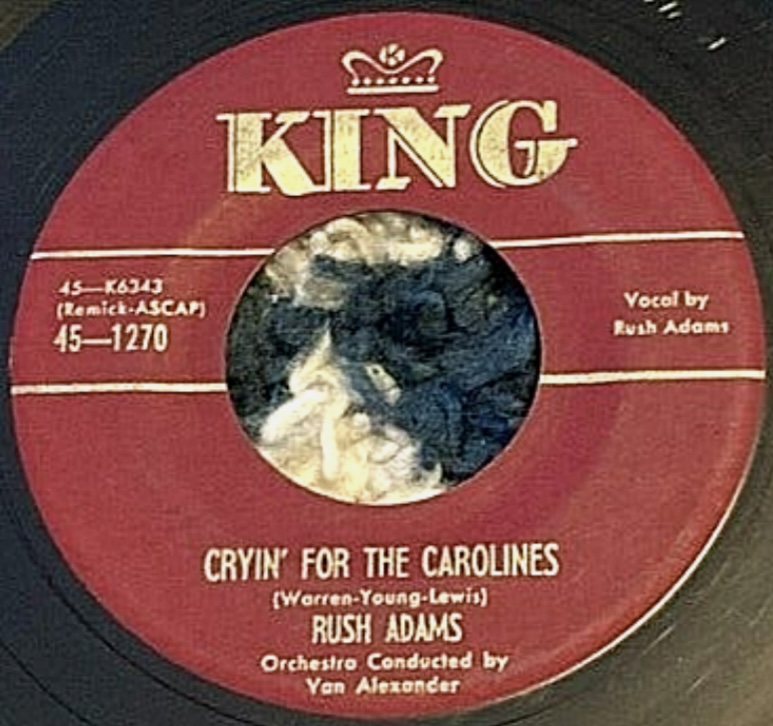 K
KING
45—K6343
(Remick-ASCAP)
45—1270
Vocal by
Rush Adams
CRYIN' FOR THE CAROLINES
(Warren-Young-Lewis)
RUSH ADAMS
Orchestra Conducted by
Van Alexander